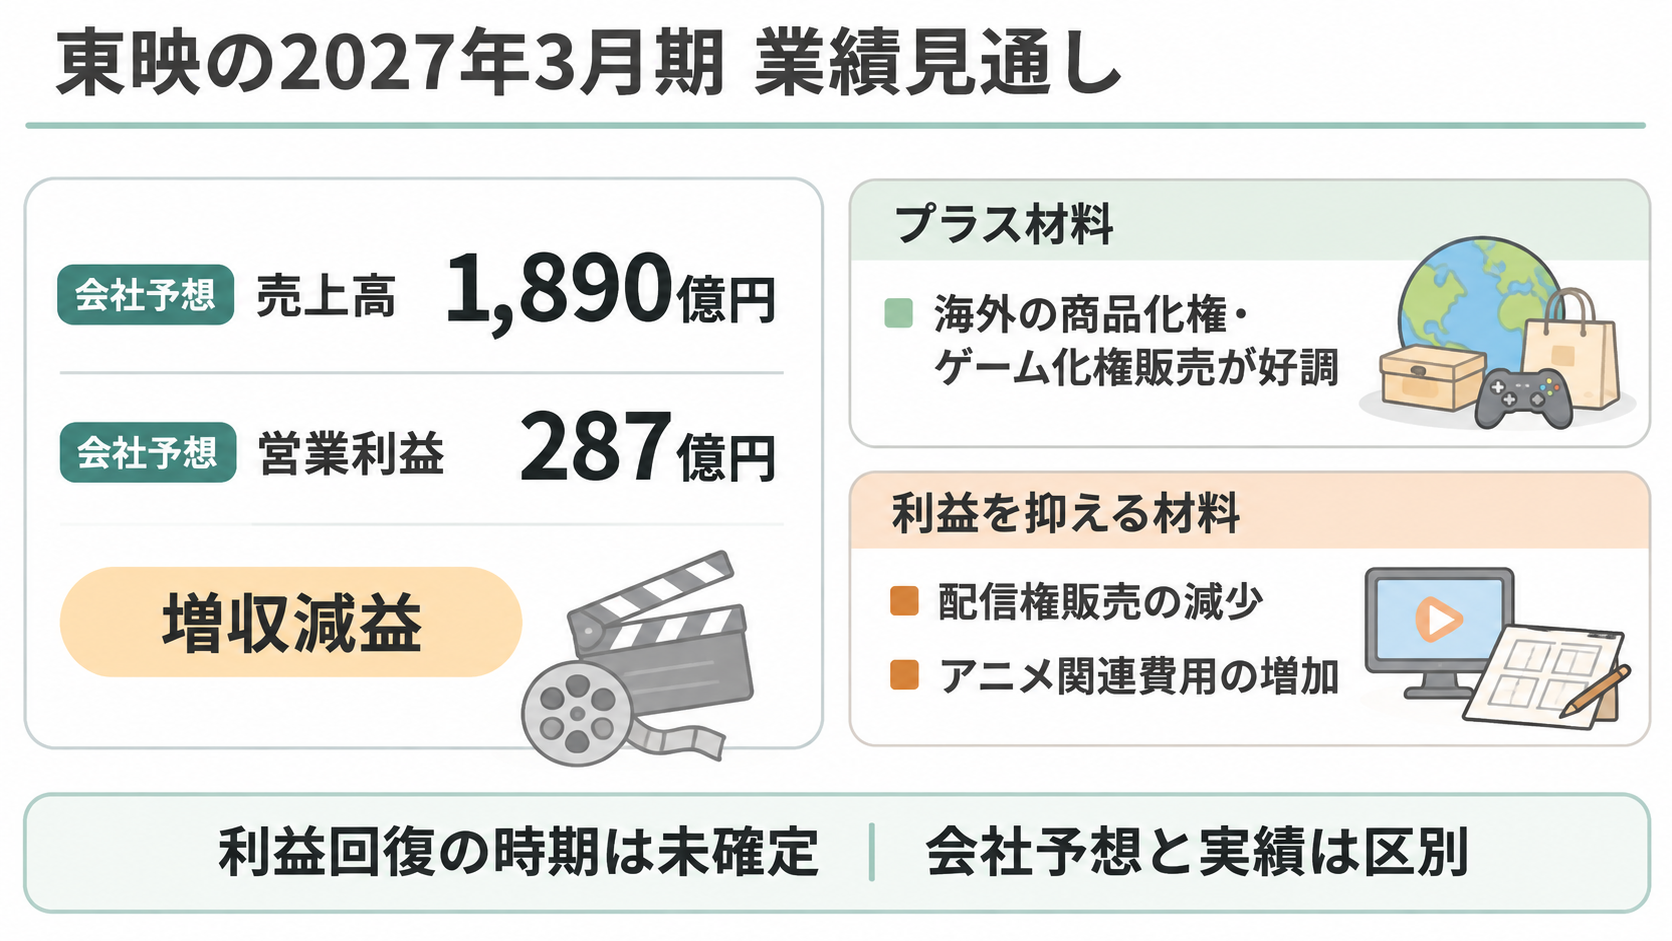 東映の2027年3月期 業績見通し
会社予想 売上高 1,890億円
会社予想 営業利益 287億円
増収減益
プラス材料
海外の商品化権・
ゲーム化権販売が好調
利益を抑える材料
配信権販売の減少
アニメ関連費用の増加
利益回復の時期は未確定 | 会社予想と実績は区別